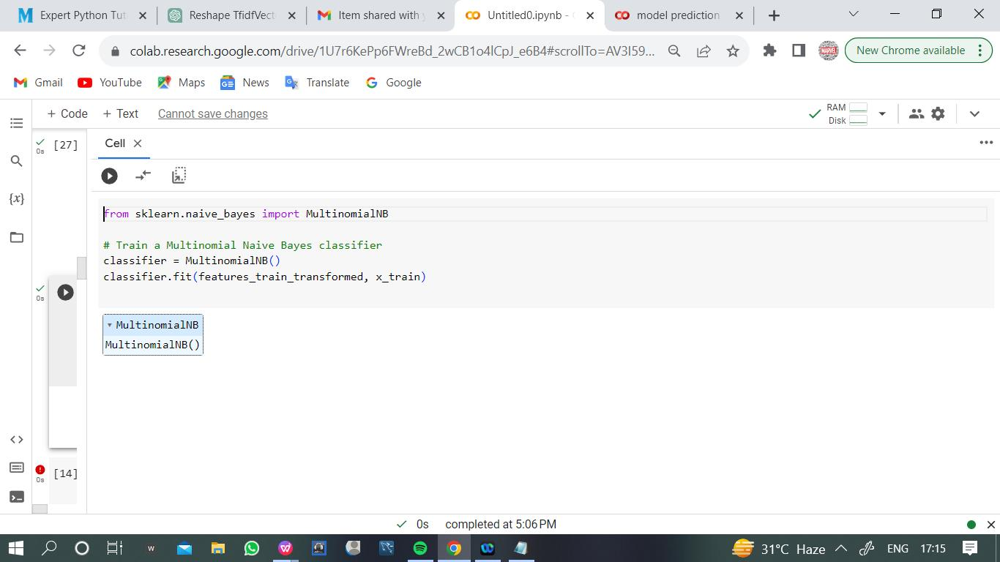 Expert Python Tut
Reshape TfidfVect
Item shared with y
Untitled0.ipynb -
model prediction
colab.research.google.com/drive/1U7r6KePp6FWreBd_2wCB1o4lCpJ_e6B4#scrollTo=AV3I59...
New Chrome available
Gmail
YouTube
Maps
News
Translate
Google
+ Code
+ Text
Cannot save changes
RAM
Disk
0s
[27]
Cell
{x}
from sklearn.naive_bayes import MultinomialNB
# Train a Multinomial Naive Bayes classifier
classifier = MultinomialNB()
classifier.fit(features_train_transformed, x_train)
0s
MultinomialNB
MultinomialNB()
0s
[14]
0s completed at 5:06 PM
31°C Haze
ENG
17:15